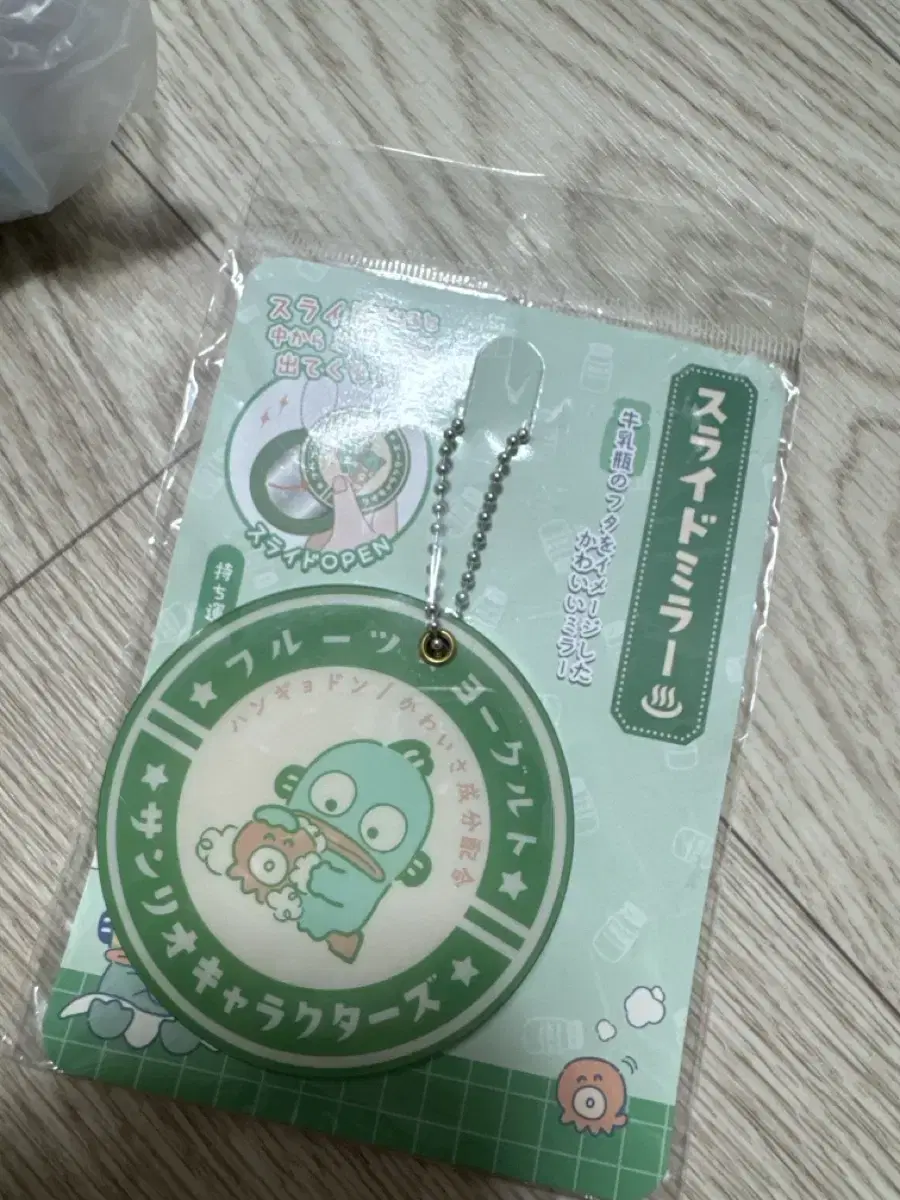 スライドミラー
牛乳瓶のフタをイメージした
かわいいミラー
スライ
中から
出てく
スライドOPEN
持ち運
★フルーツ ヨーグルト★
ハンギョドン/かわいさ成分配合
★サンリオキャラクターズ★